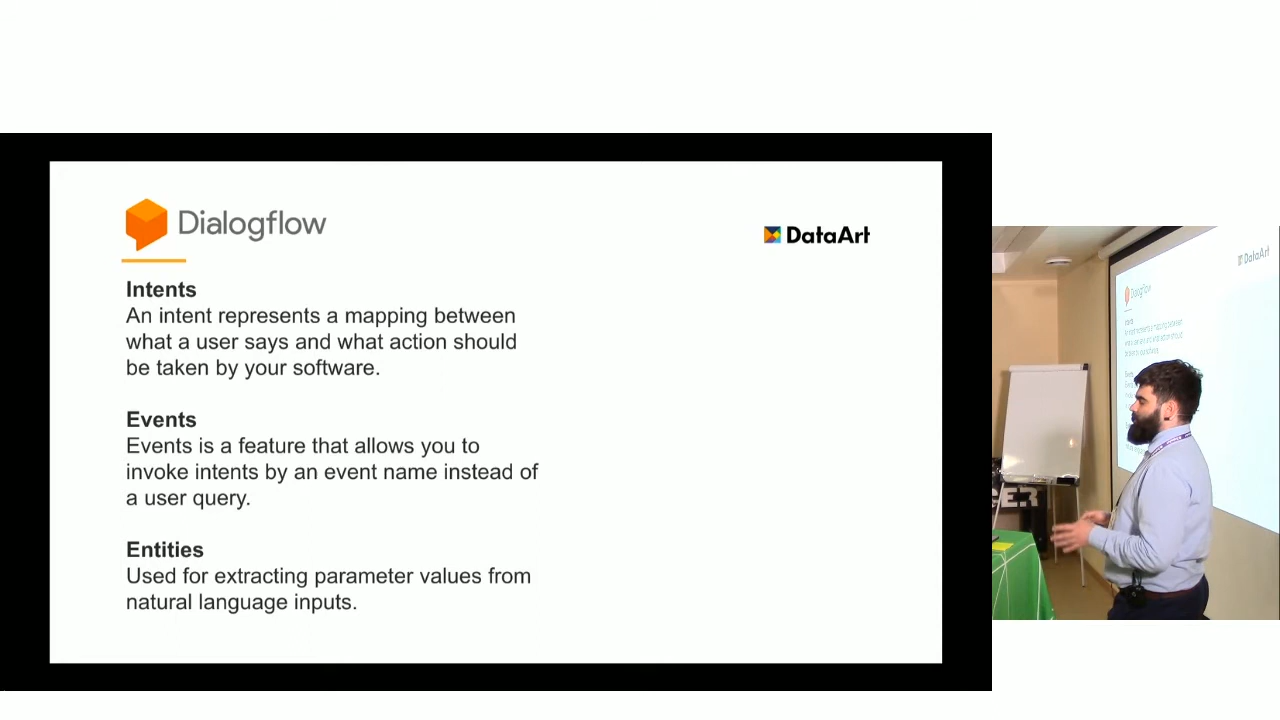 Dialogflow
DataArt
Intents
An intent represents a mapping between
what a user says and what action should
be taken by your software.
Events
Events is a feature that allows you to
invoke intents by an event name instead of
a user query.
Entities
Used for extracting parameter values from
natural language inputs.
DataArt
Dialogflow